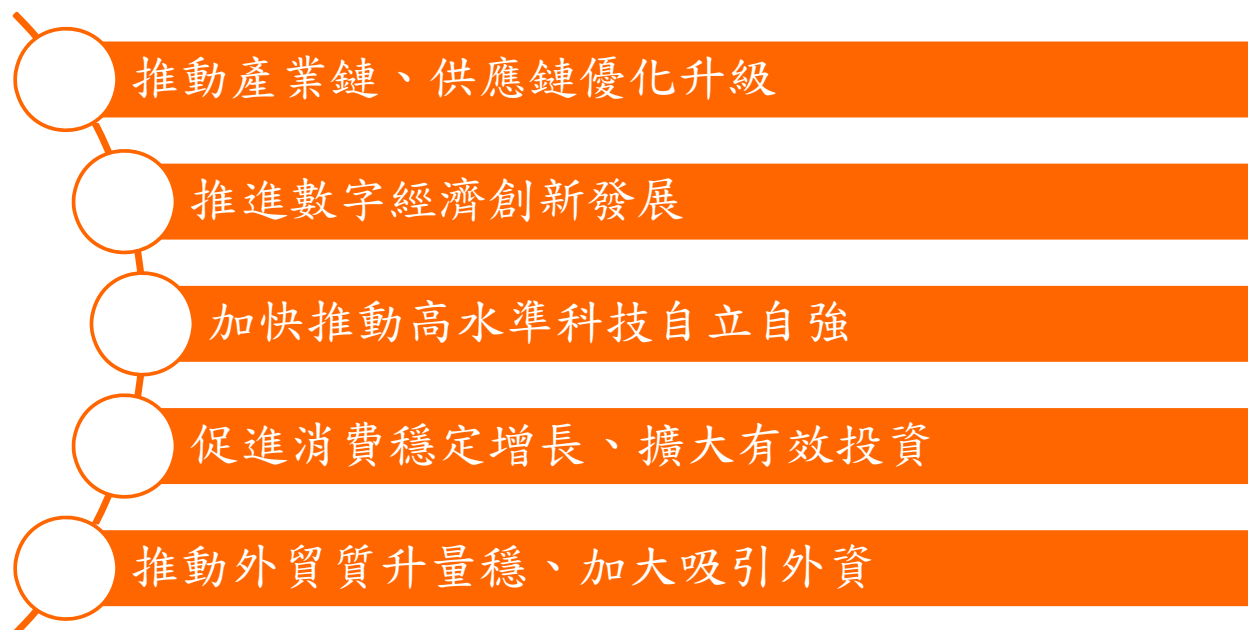 推動產業鏈、供應鏈優化升級
推進數字經濟創新發展
加快推動高水準科技自立自強
促進消費穩定增長、擴大有效投資
推動外貿質升量穩、加大吸引外資